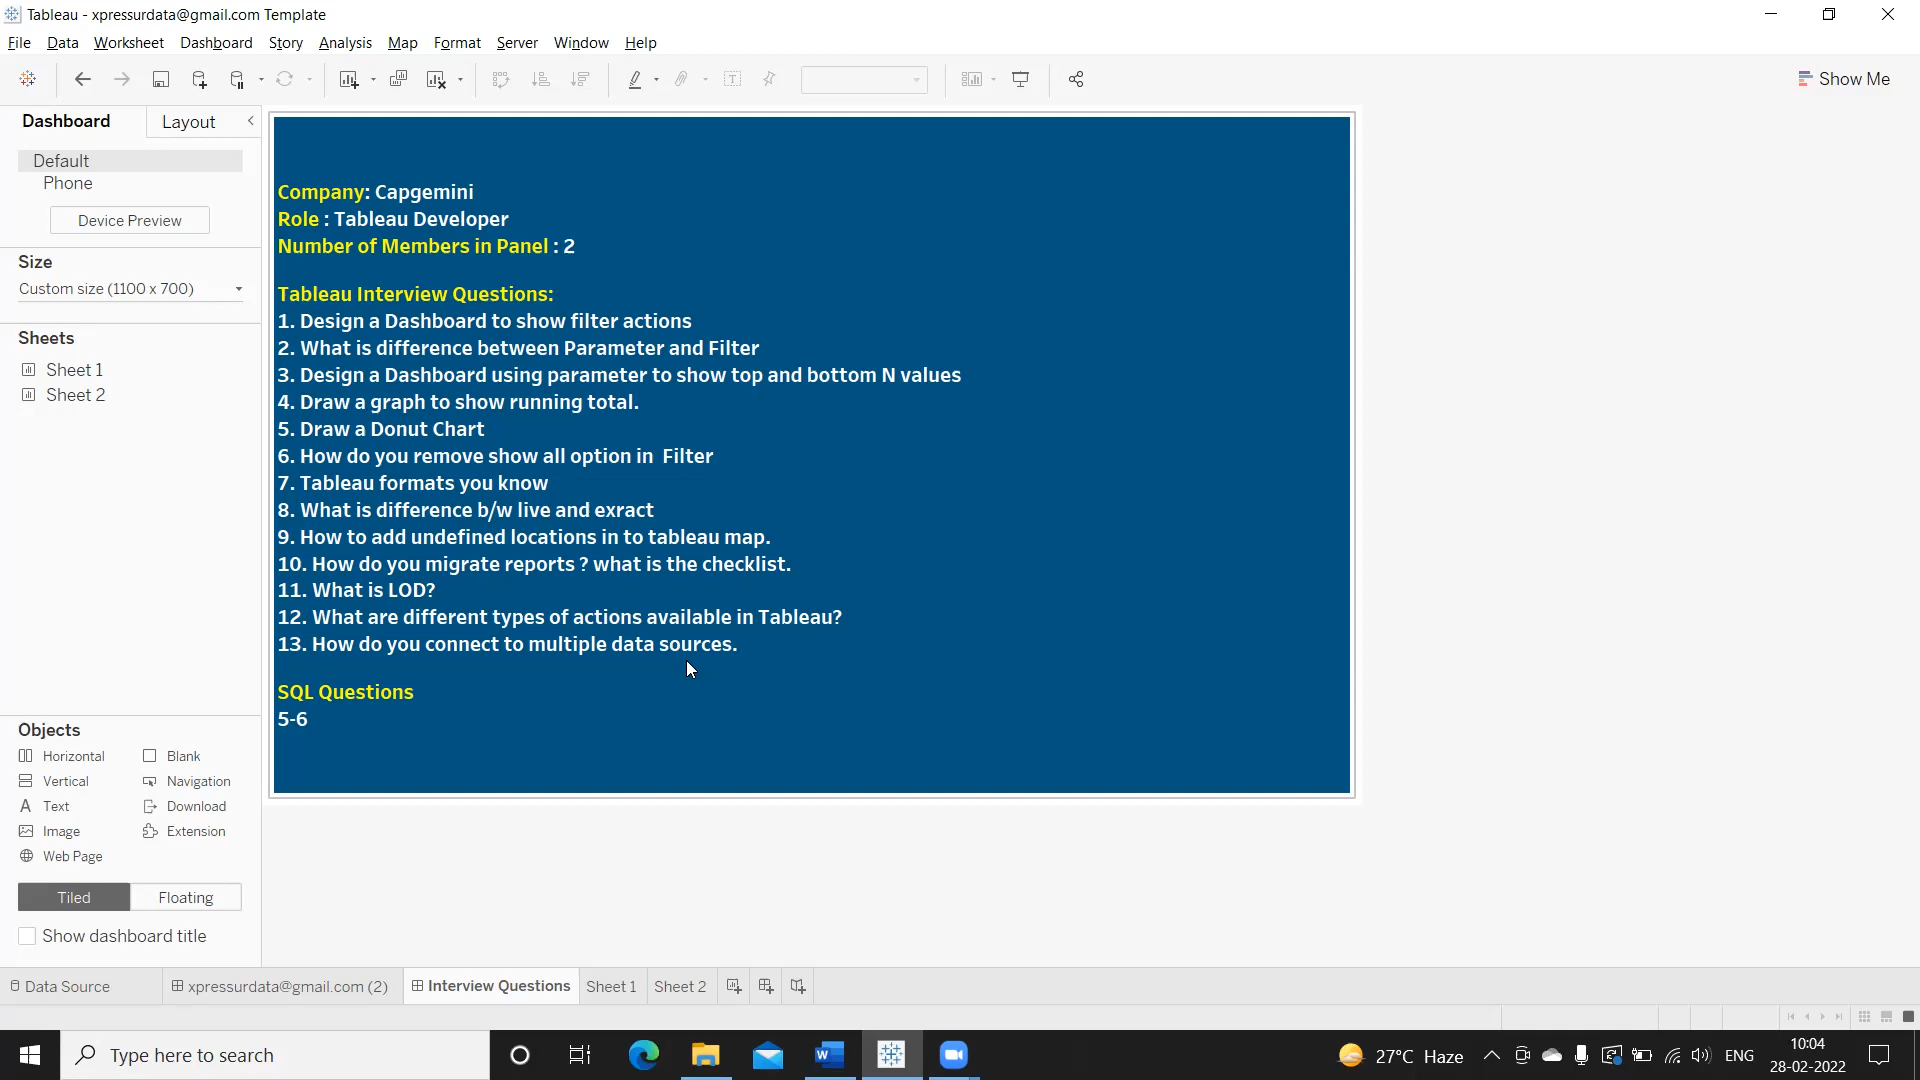 Tableau - xpressurdata@gmail.com Template
File Data Worksheet Dashboard Story Analysis Map Format Server Window Help
Show Me
Dashboard Layout
Default
Phone
Device Preview
Size
Custom size (1100 x 700)
Sheets
Sheet 1
Sheet 2
Objects
Horizontal Blank
Vertical Navigation
A Text Download
Image Extension
Web Page
Tiled Floating
Show dashboard title
Company: Capgemini
Role : Tableau Developer
Number of Members in Panel : 2
Tableau Interview Questions:
1. Design a Dashboard to show filter actions
2. What is difference between Parameter and Filter
3. Design a Dashboard using parameter to show top and bottom N values
4. Draw a graph to show running total.
5. Draw a Donut Chart
6. How do you remove show all option in  Filter
7. Tableau formats you know
8. What is difference b/w live and exract
9. How to add undefined locations in to tableau map.
10. How do you migrate reports ? what is the checklist.
11. What is LOD?
12. What are different types of actions available in Tableau?
13. How do you connect to multiple data sources.
SQL Questions
5-6
Data Source xpressurdata@gmail.com (2) Interview Questions Sheet 1 Sheet 2
Type here to search
27°C Haze
ENG
10:04
28-02-2022